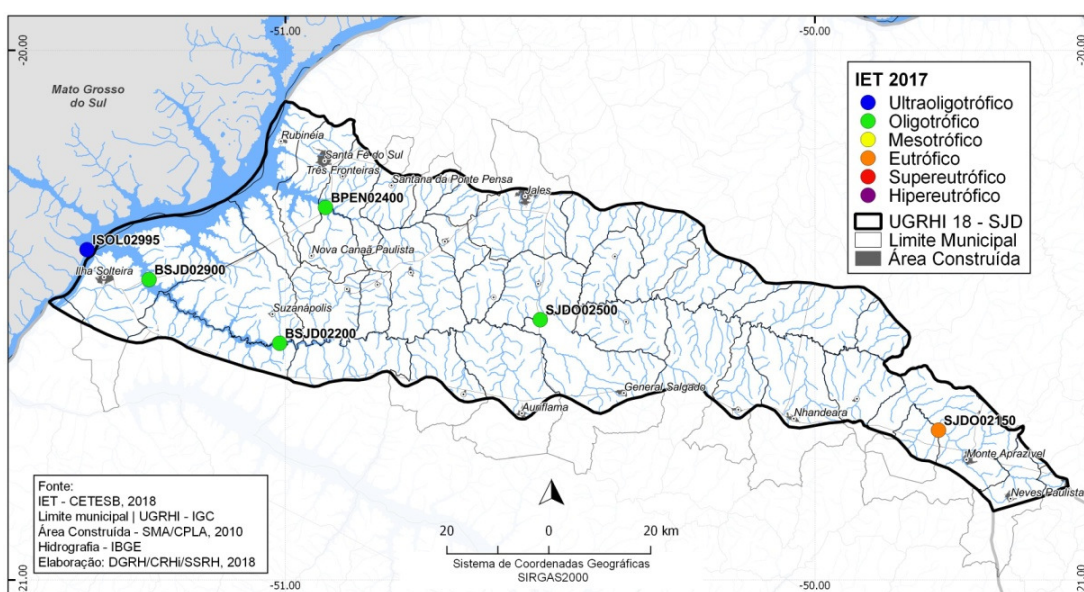 -51.00
-50.00
-20.00
-20.00
Mato Grosso
do Sul
IET 2017
Ultraoligotrófico
Oligotrófico
Mesotrófico
Eutrófico
Supereutrófico
Hipereutrófico
UGRHI 18 - SJD
Limite Municipal
Área Construída
Rubinéia
Santa Fé do Sul
Três Fronteiras
Santana da Ponte Pensa
Jales
BPEN02400
ISOL02995
Nova Canaã Paulista
Ilha Solteira
BSJD02900
Suzanápolis
SJDO02500
BSJD02200
General Salgado
Auriflama
Nhandeara
SJDO02150
Monte Aprazível
Neves Paulista
Fonte:
IET - CETESB, 2018
Limite municipal | UGRHI - IGC
Área Construída - SMA/CPLA, 2010
Hidrografia - IBGE
Elaboração: DGRH/CRHi/SSRH, 2018
20 0 20 km
Sistema de Coordenadas Geográficas
SIRGAS2000
-21.00
-21.00
-51.00
-50.00